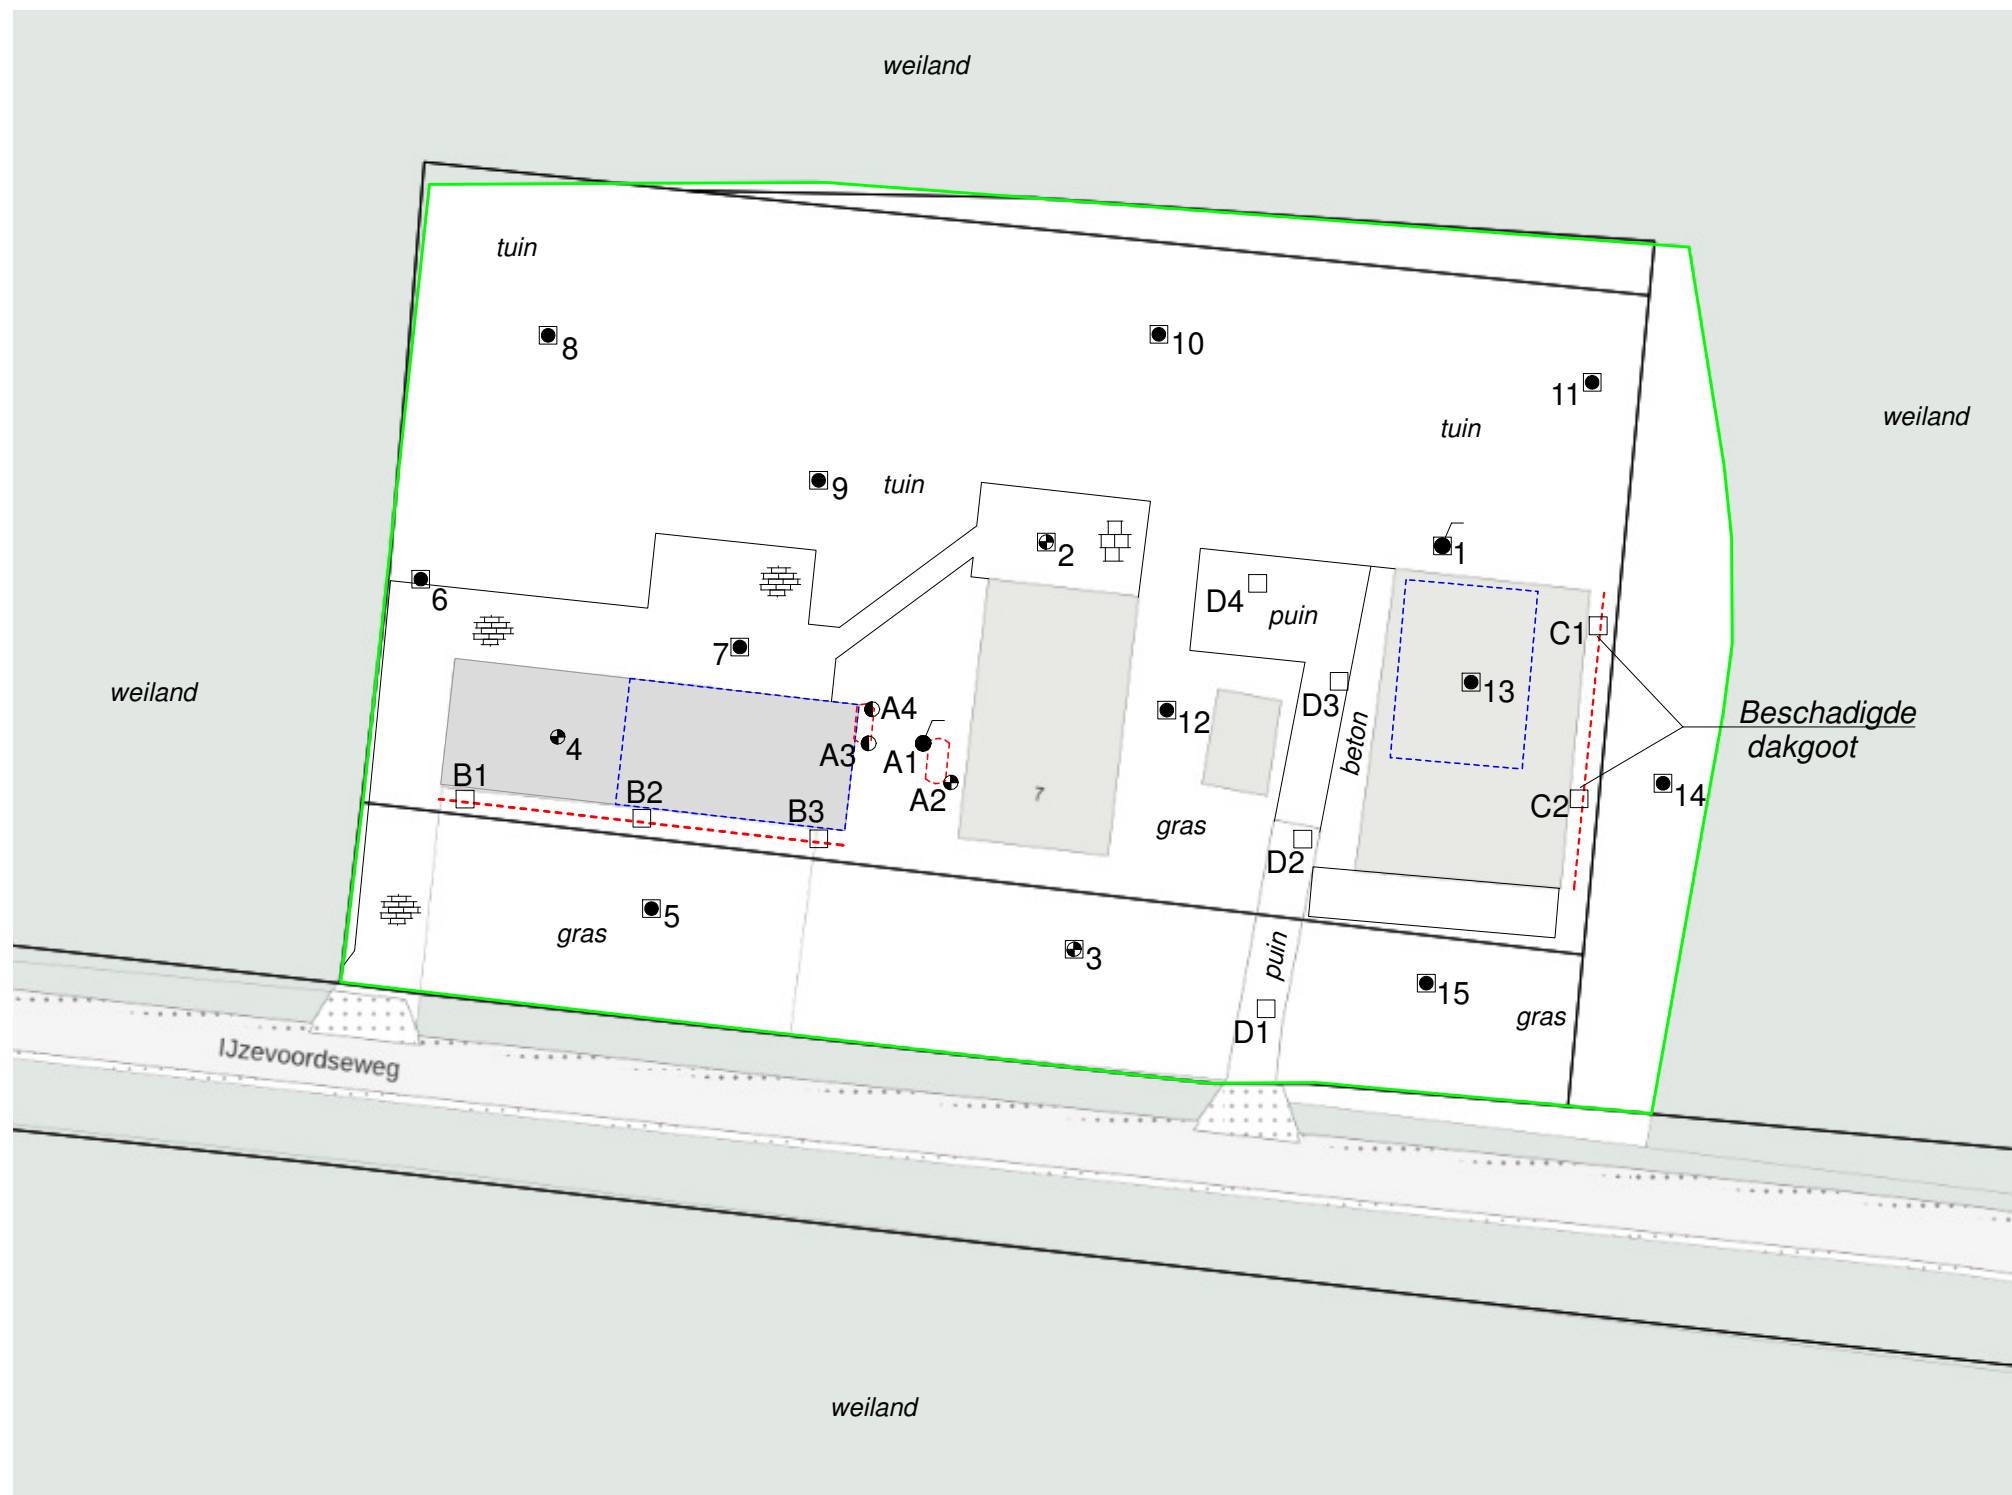 weiland
tuin
8
10
11
weiland
tuin
9
tuin
2
1
6
D4
puin
C1
7
weiland
12
13
D3
A4
A3
A1
A2
4
beton
Beschadigde
dakgoot
B1
B2
B3
7
14
C2
gras
D2
5
gras
3
puin
15
gras
D1
IJzevoordseweg
weiland